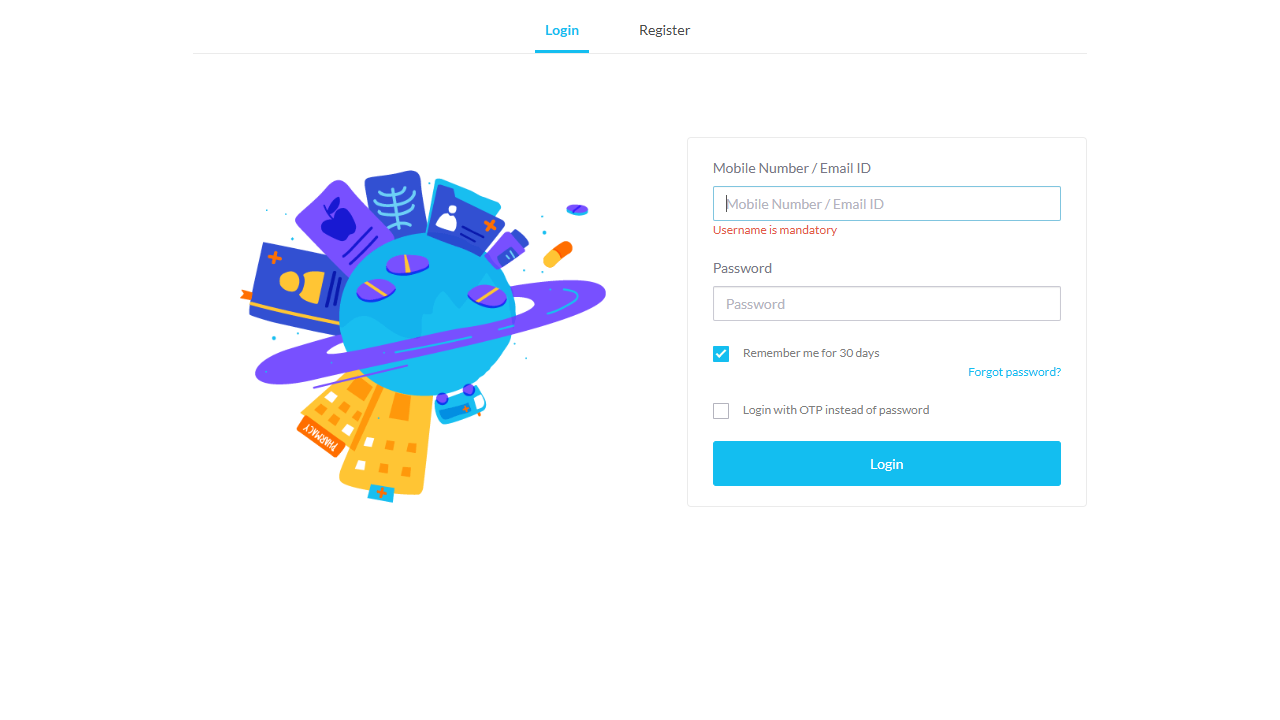 Login
Register
Mobile Number / Email ID
Mobile Number / Email ID
Username is mandatory
Password
Password
Remember me for 30 days
Forgot password?
Login with OTP instead of password
Login
PHARMACY